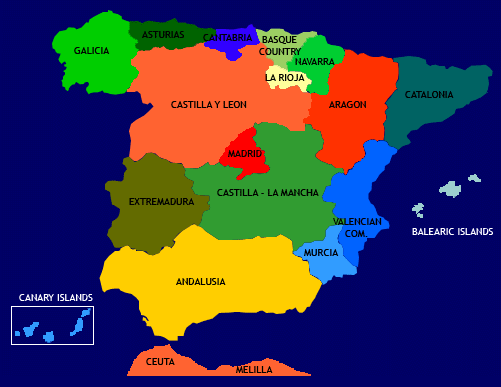 ASTURIAS
CANTABRIA
BASQUE
COUNTRY
GALICIA
NAVARRA
LA RIOJA
CATALONIA
CASTILLA Y LEON
ARAGON
MADRID
CASTILLA - LA MANCHA
EXTREMADURA
VALENCIAN
COM.
BALEARIC ISLANDS
MURCIA
ANDALUSIA
CANARY ISLANDS
CEUTA
MELILLA